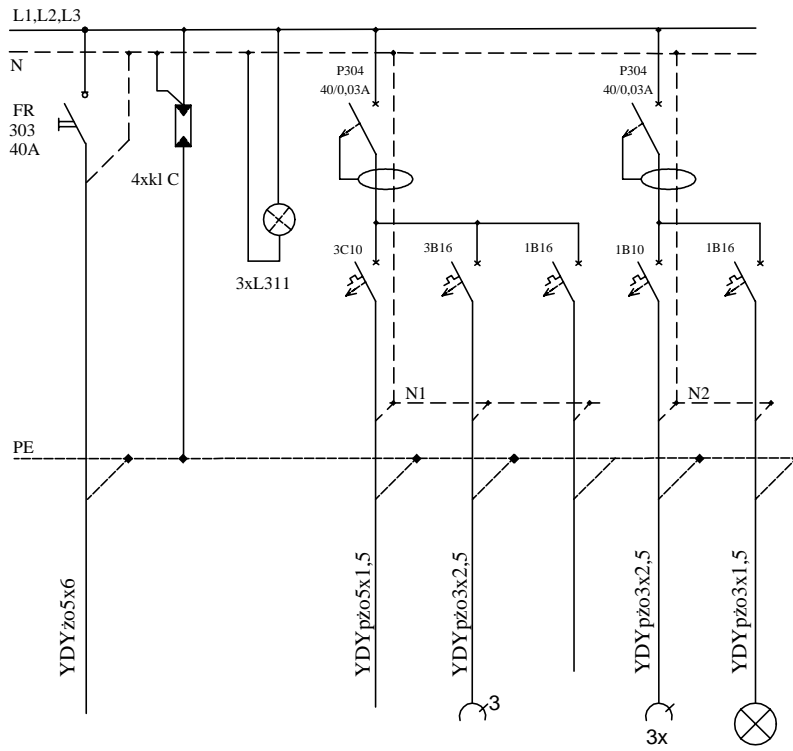 L1,L2,L3
N
P304
40/0,03A
P304
40/0,03A
FR
303
40A
4xkl C
3xL311
3C10
3B16
1B16
1B10
1B16
N1
N2
PE
YDYżo5x6
YDYpżo5x1,5
YDYpżo3x2,5
YDYpżo3x2,5
YDYpżo3x1,5
3
3x